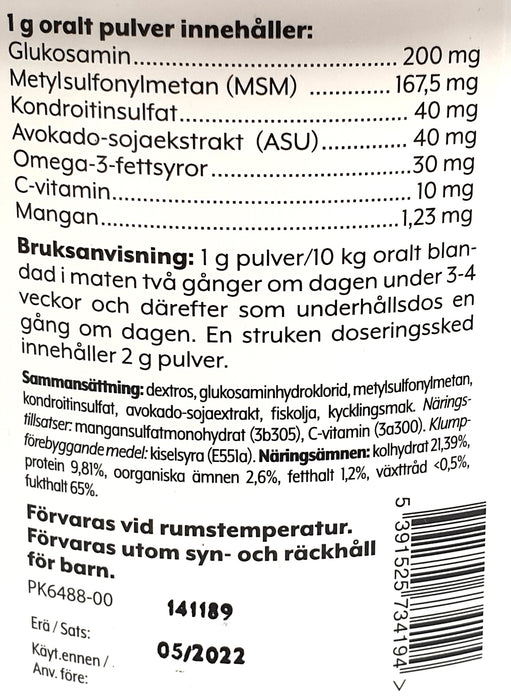 1 g oralt pulver innehåller:
Glukosamin.......................................... 200 mg
Metylsulfonylmetan (MSM) ............. 167,5 mg
Kondroitinsulfat.................................... 40 mg
Avokado-sojaekstrakt (ASU).............. 40 mg
Omega-3-fettsyror................................30 mg
C-vitamin................................................ 10 mg
Mangan................................................1,23 mg
Bruksanvisning: 1 g pulver/10 kg oralt blan-
dad i maten två gånger om dagen under 3-4
veckor och därefter som underhållsdos en
gång om dagen. En struken doseringssked
innehåller 2 g pulver.
Sammansättning: dextros, glukosaminhydroklorid, metylsulfonylmetan,
kondroitinsulfat, avokado-sojaextrakt, fiskolja, kycklingsmak. Närings-
tillsatser: mangansulfatmonohydrat (3b305), C-vitamin (3a300). Klump-
förebyggande medel: kiselsyra (E551a). Näringsämnen: kolhydrat 21,39%,
protein 9,81%, oorganiska ämnen 2,6%, fetthalt 1,2%, växttråd <0,5%,
fukthalt 65%.
Förvaras vid rumstemperatur.
Förvaras utom syn- och räckhåll
för barn.
PK6488-00
141189
Erä / Sats:
05/2022
Käyt.ennen /
Anv. före:
5 391525 734194 >